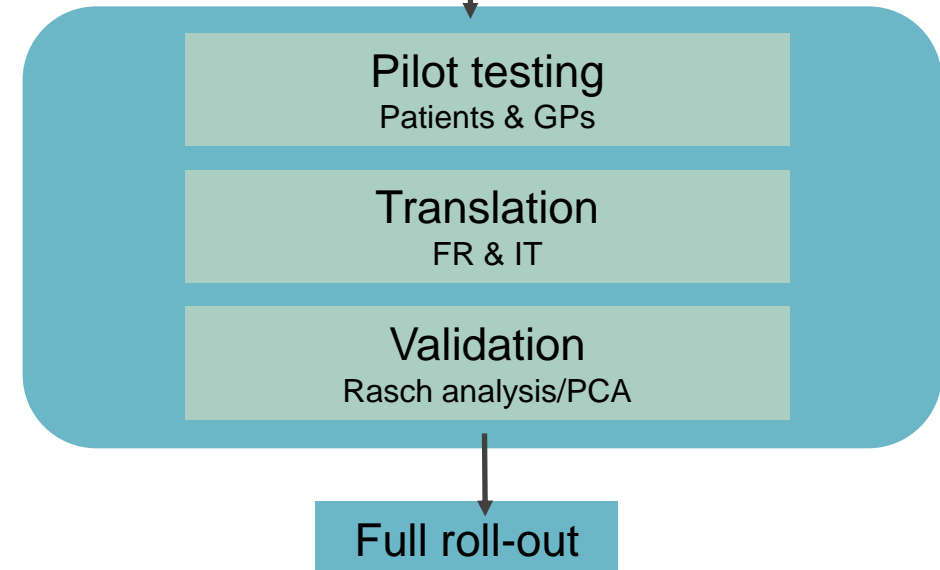 Pilot testing
Patients & GPs
Translation
FR & IT
Validation
Rasch analysis/PCA
Full roll-out